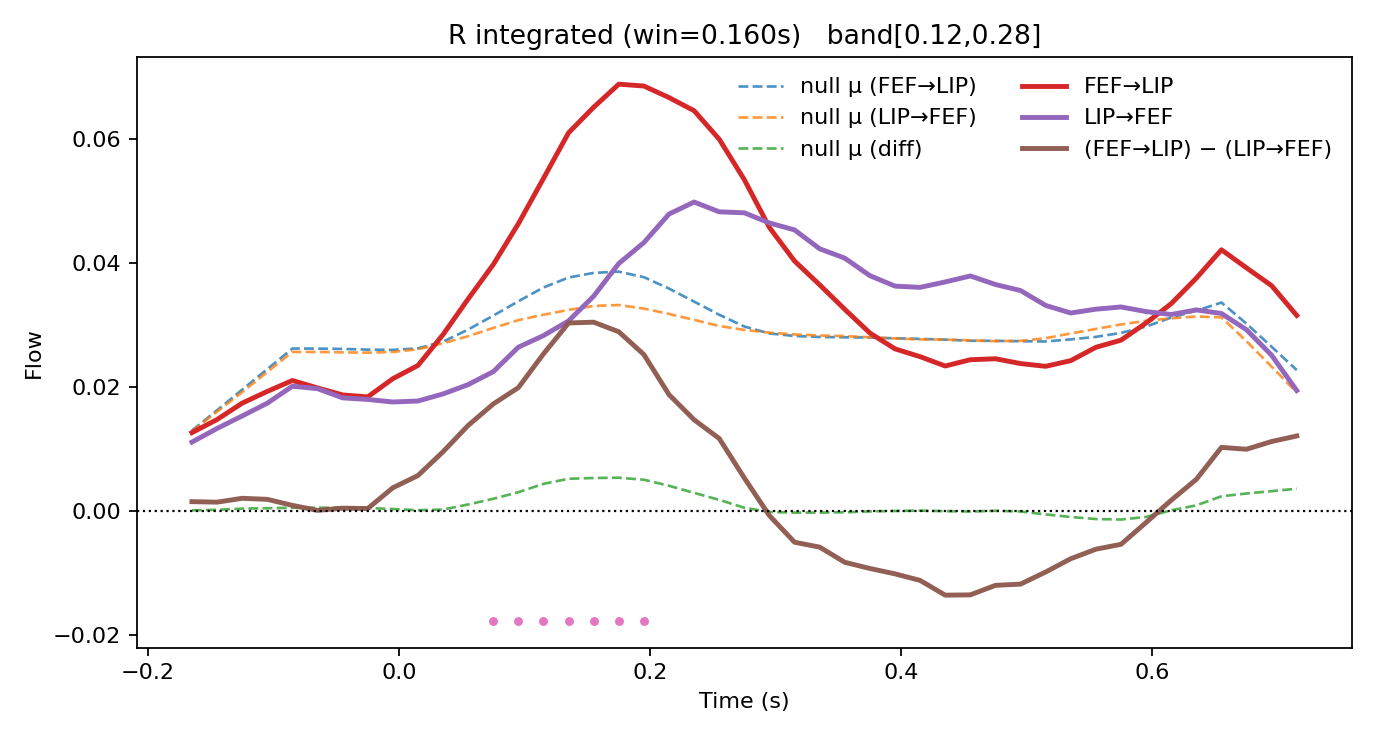 R integrated (win=0.160s)   band[0.12,0.28]
null μ (FEF→LIP)
null μ (LIP→FEF)
null μ (diff)
FEF→LIP
LIP→FEF
(FEF→LIP) − (LIP→FEF)
0.06
0.04
0.02
0.00
−0.02
Flow
−0.2
0.0
0.2
0.4
0.6
Time (s)